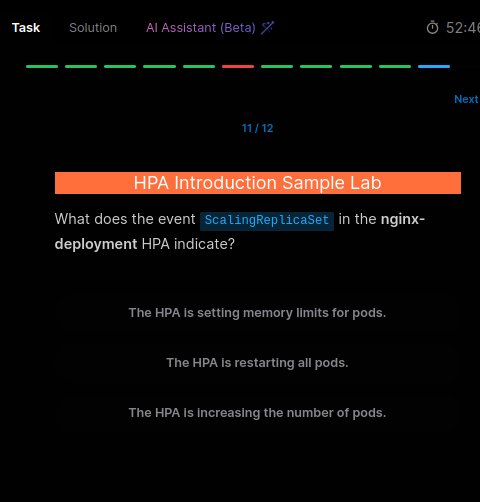 Task Solution AI Assistant (Beta) 52:46
Next
11 / 12
HPA Introduction Sample Lab
What does the event ScalingReplicaSet in the nginx-
deployment HPA indicate?
The HPA is setting memory limits for pods.
The HPA is restarting all pods.
The HPA is increasing the number of pods.